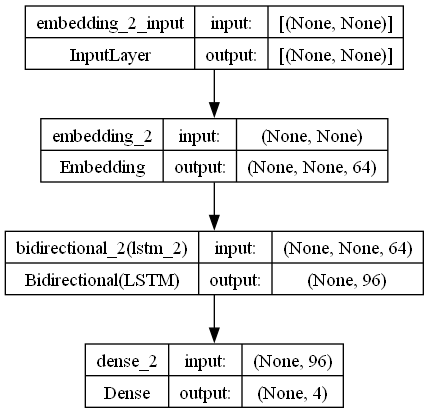 embedding_2_input input: [(None, None)]
InputLayer output: [(None, None)]
embedding_2 input: (None, None)
Embedding output: (None, None, 64)
bidirectional_2(lstm_2) input: (None, None, 64)
Bidirectional(LSTM) output: (None, 96)
dense_2 input: (None, 96)
Dense output: (None, 4)